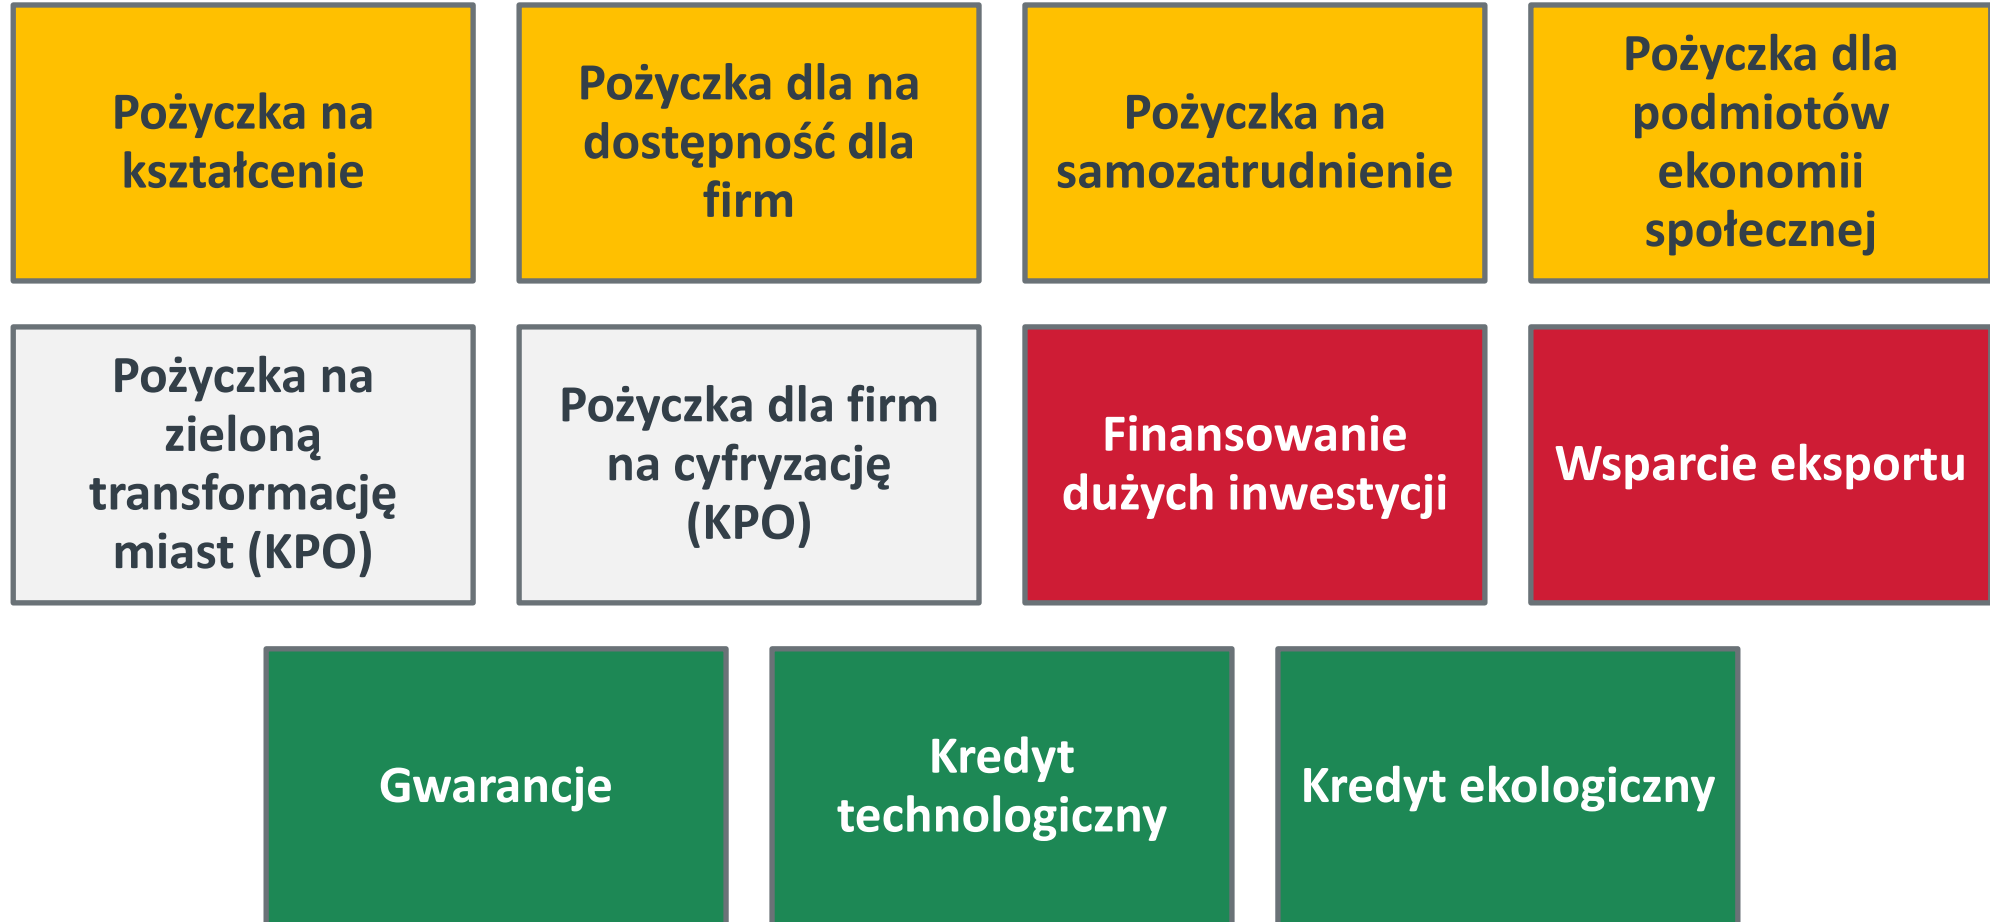 Pożyczka na
kształcenie
Pożyczka dla na
dostępność dla
firm
Pożyczka na
samozatrudnienie
Pożyczka dla
podmiotów
ekonomii
społecznej
Pożyczka na
zieloną
transformację
miast (KPO)
Pożyczka dla firm
na cyfryzację
(KPO)
Finansowanie
dużych inwestycji
Wsparcie eksportu
Gwarancje
Kredyt
technologiczny
Kredyt ekologiczny